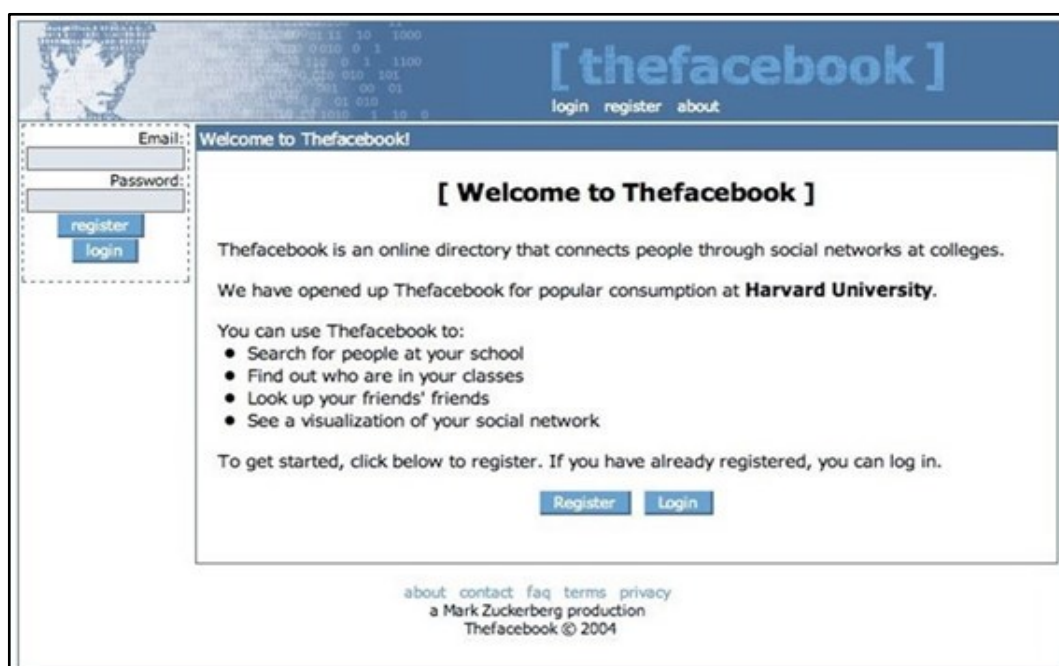 [ thefacebook ]
login register about
Email:
Password:
register
login
Welcome to Thefacebook!
[ Welcome to Thefacebook ]
Thefacebook is an online directory that connects people through social networks at colleges.
We have opened up Thefacebook for popular consumption at Harvard University.
You can use Thefacebook to:
• Search for people at your school
• Find out who are in your classes
• Look up your friends' friends
• See a visualization of your social network
To get started, click below to register. If you have already registered, you can log in.
Register Login
about contact faq terms privacy
a Mark Zuckerberg production
Thefacebook © 2004